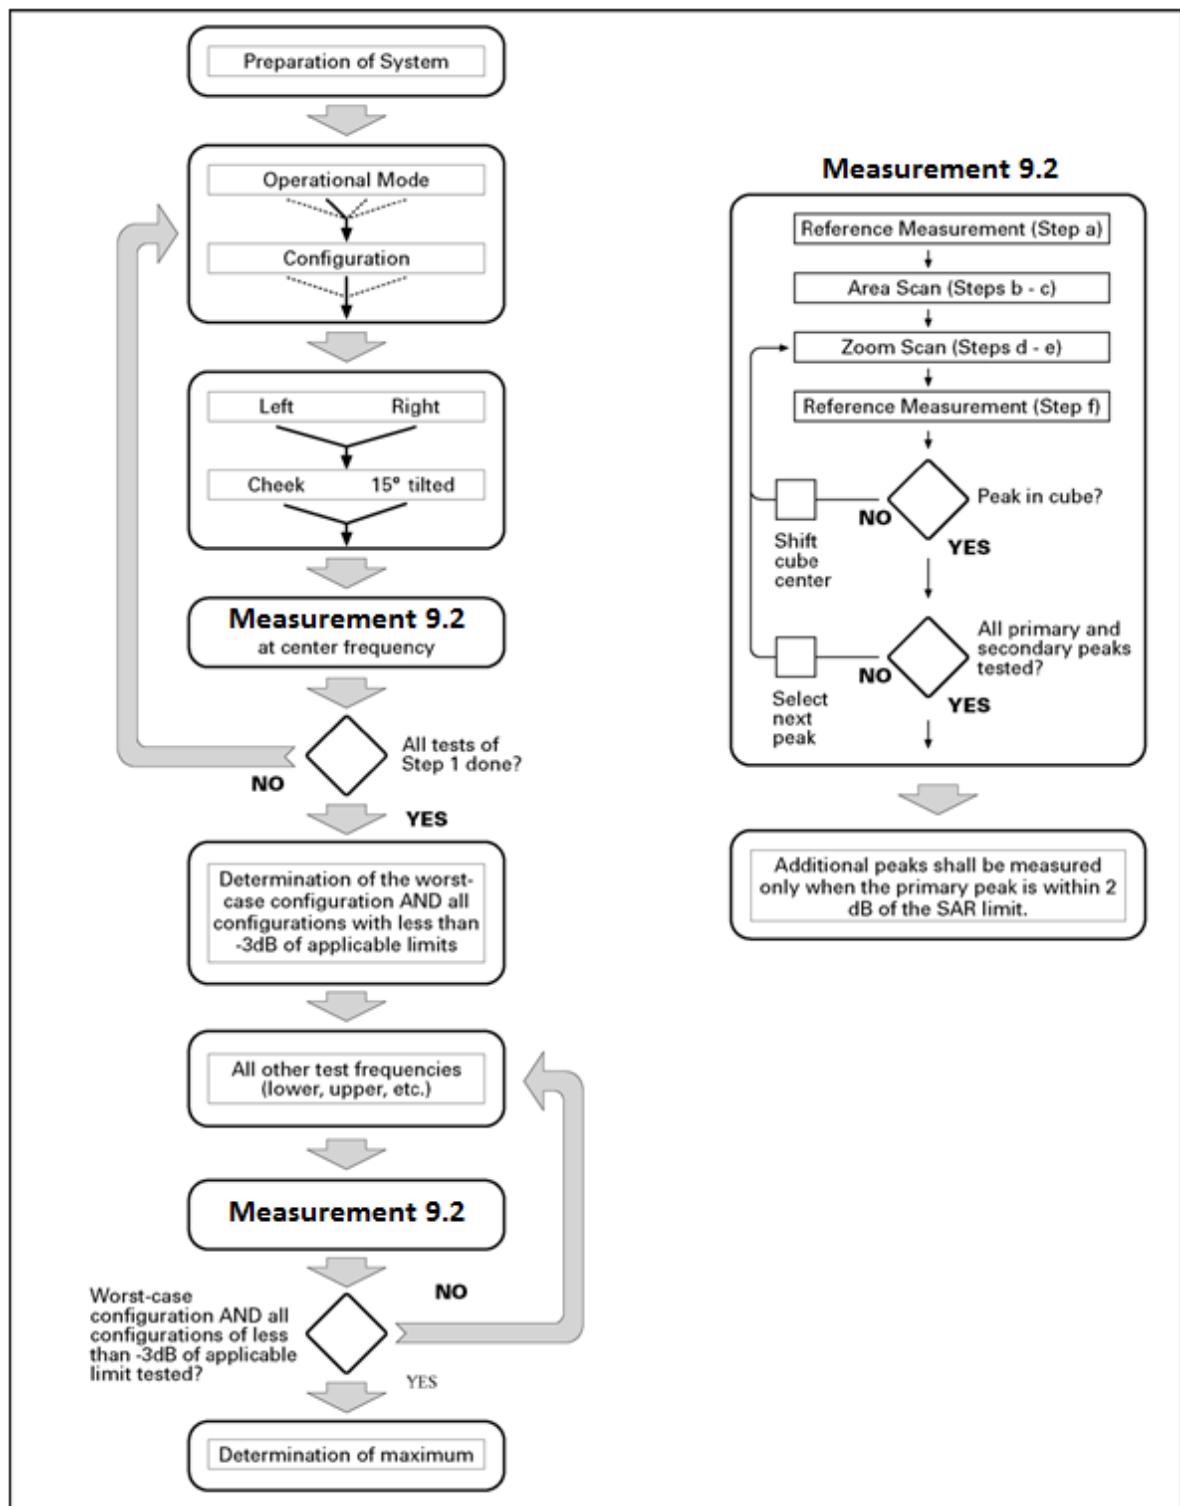 Preparation of System
Operational Mode
Configuration
Left Right
Cheek 15° tilted
Measurement 9.2
at center frequency
All tests of
Step 1 done?
NO
YES
Determination of the worst-
case configuration AND all
configurations with less than
-3dB of applicable limits
All other test frequencies
(lower, upper, etc.)
Measurement 9.2
NO
Worst-case
configuration AND all
configurations of less
than -3dB of applicable
limit tested?
YES
Determination of maximum
Measurement 9.2
Reference Measurement (Step a)
Area Scan (Steps b - c)
Zoom Scan (Steps d - e)
Reference Measurement (Step f)
Peak in cube?
NO
YES
Shift
cube
center
All primary and
secondary peaks
tested?
NO
YES
Select
next
peak
Additional peaks shall be measured
only when the primary peak is within 2
dB of the SAR limit.